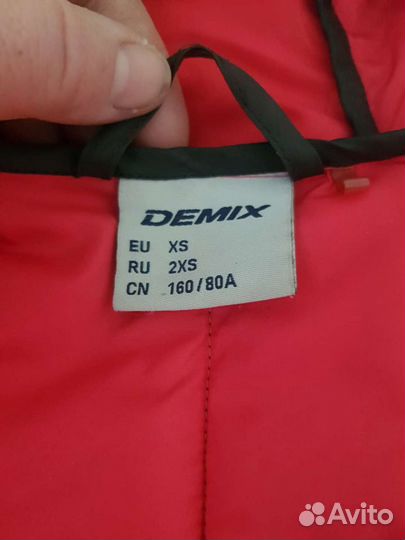 DEMIX
EU XS
RU 2XS
CN 160/80A
Avito